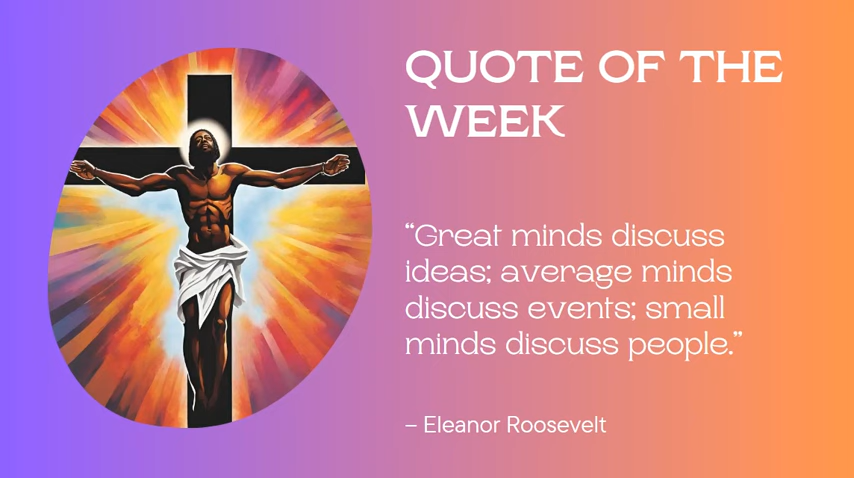 QUOTE OF THE
WEEK
“Great minds discuss
ideas; average minds
discuss events; small
minds discuss people.”
– Eleanor Roosevelt